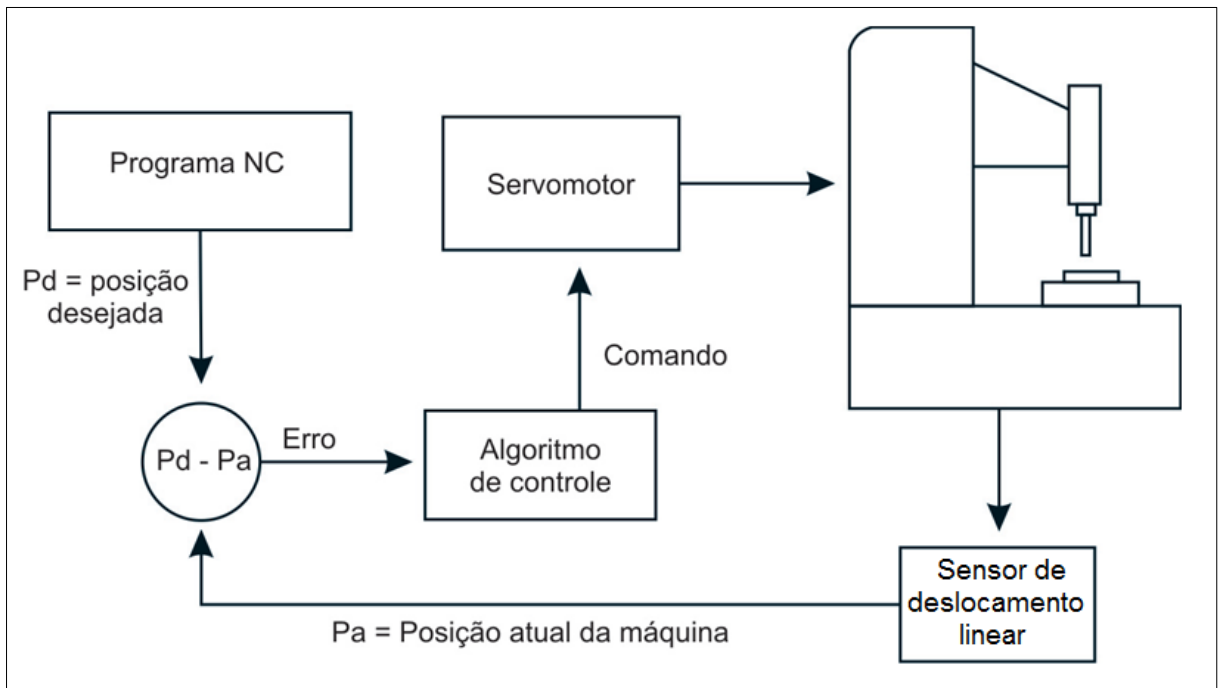 Programa NC
Servomotor
Pd = posição
desejada
Comando
Pd - Pa
Erro
Algoritmo
de controle
Sensor de
deslocamento
linear
Pa = Posição atual da máquina